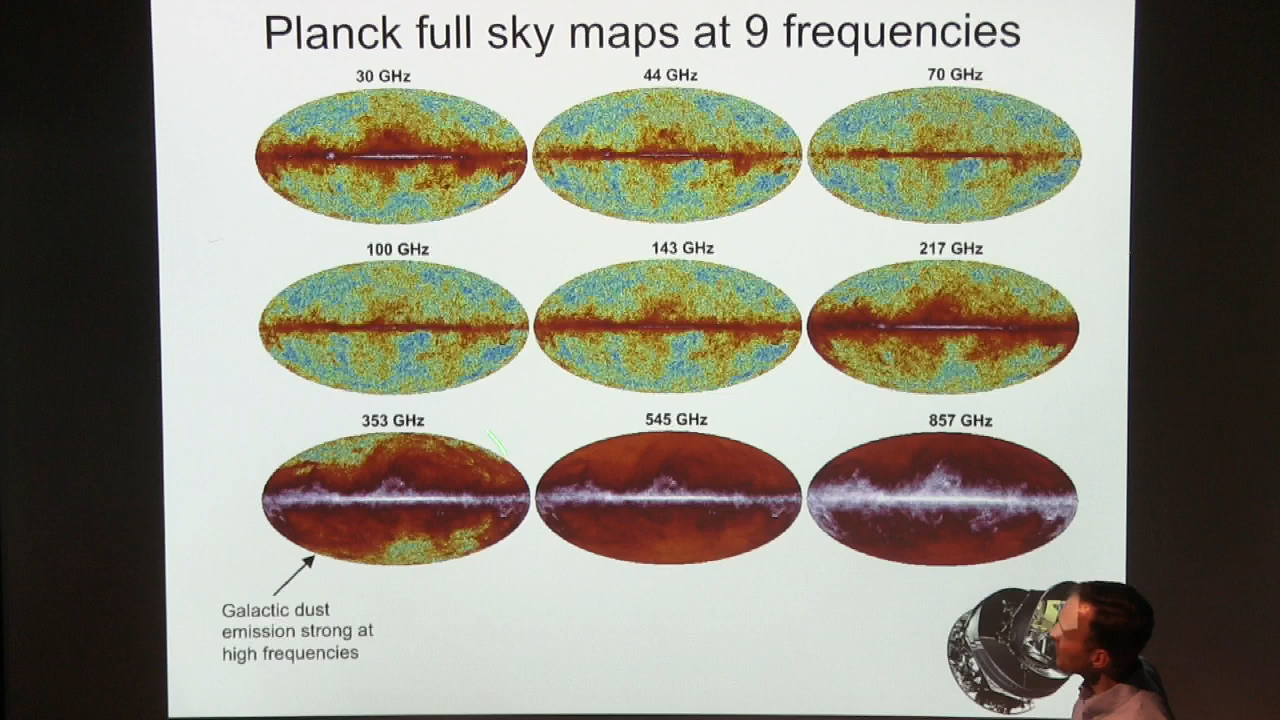 Planck full sky maps at 9 frequencies
30 GHz
44 GHz
70 GHz
100 GHz
143 GHz
217 GHz
353 GHz
545 GHz
857 GHz
Galactic dust
emission strong at
high frequencies